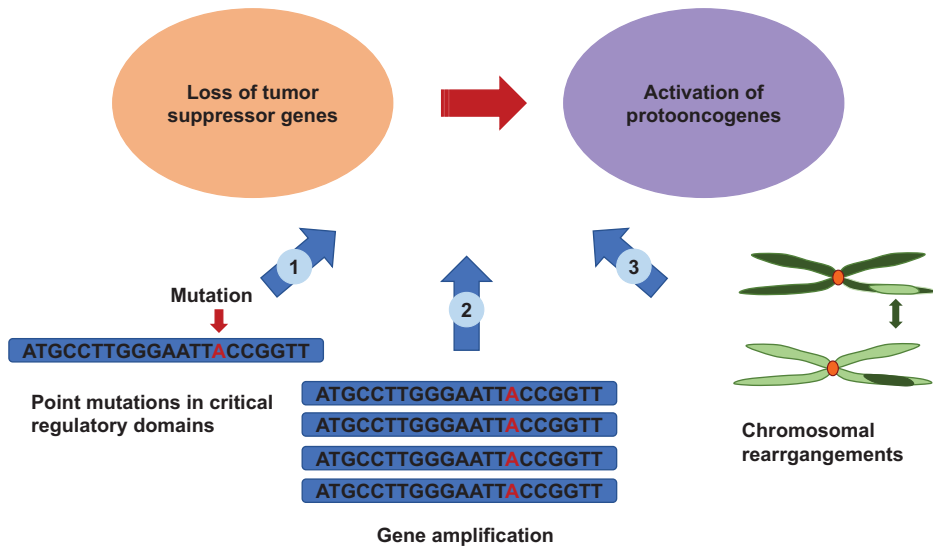 Loss of tumor
suppressor genes
Activation of
protooncogenes
1
2
3
Mutation
ATGCCTTGGGAATTACCGGTT
Point mutations in critical
regulatory domains
ATGCCTTGGGAATTACCGGTT
ATGCCTTGGGAATTACCGGTT
ATGCCTTGGGAATTACCGGTT
ATGCCTTGGGAATTACCGGTT
Gene amplification
Chromosomal
rearrgangements